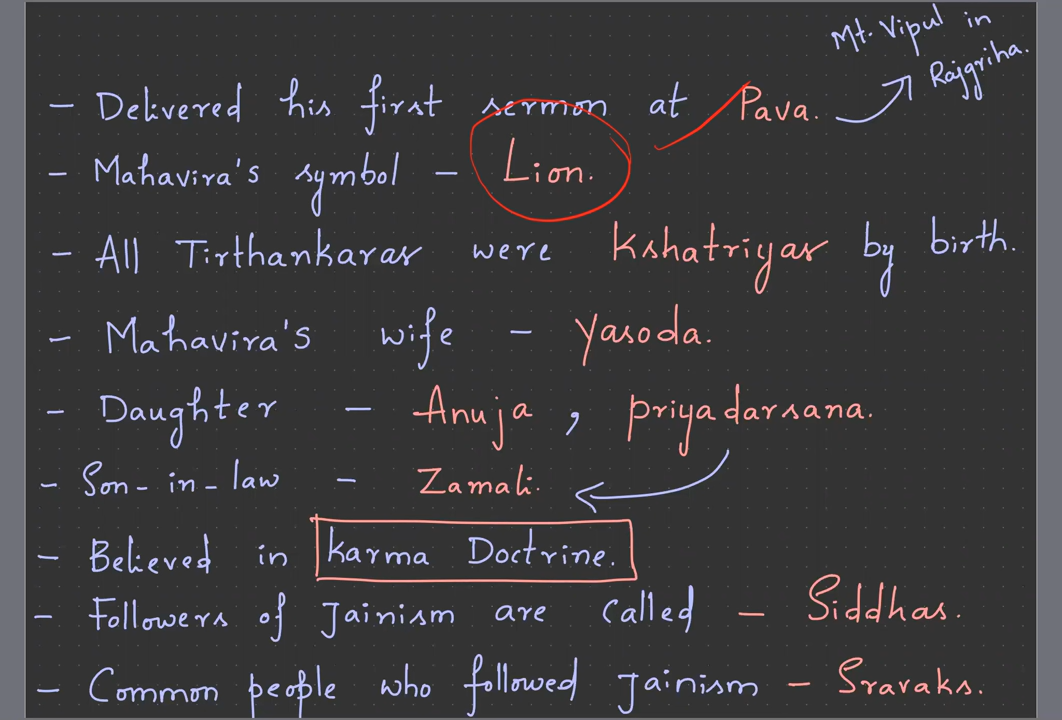 Mt. Vipul in
Rajgriha.
- Delivered his first sermon at Pava.
- Mahavira's symbol - Lion.
- All Tirthankaras were Kshatriyas by birth.
- Mahavira's wife - Yasoda.
- Daughter - Anuja, priyadarsana.
- Son-in-law - Zamali.
- Believed in karma Doctrine.
- Followers of Jainism are called - Siddhas.
- Common people who followed Jainism - Sravaks.